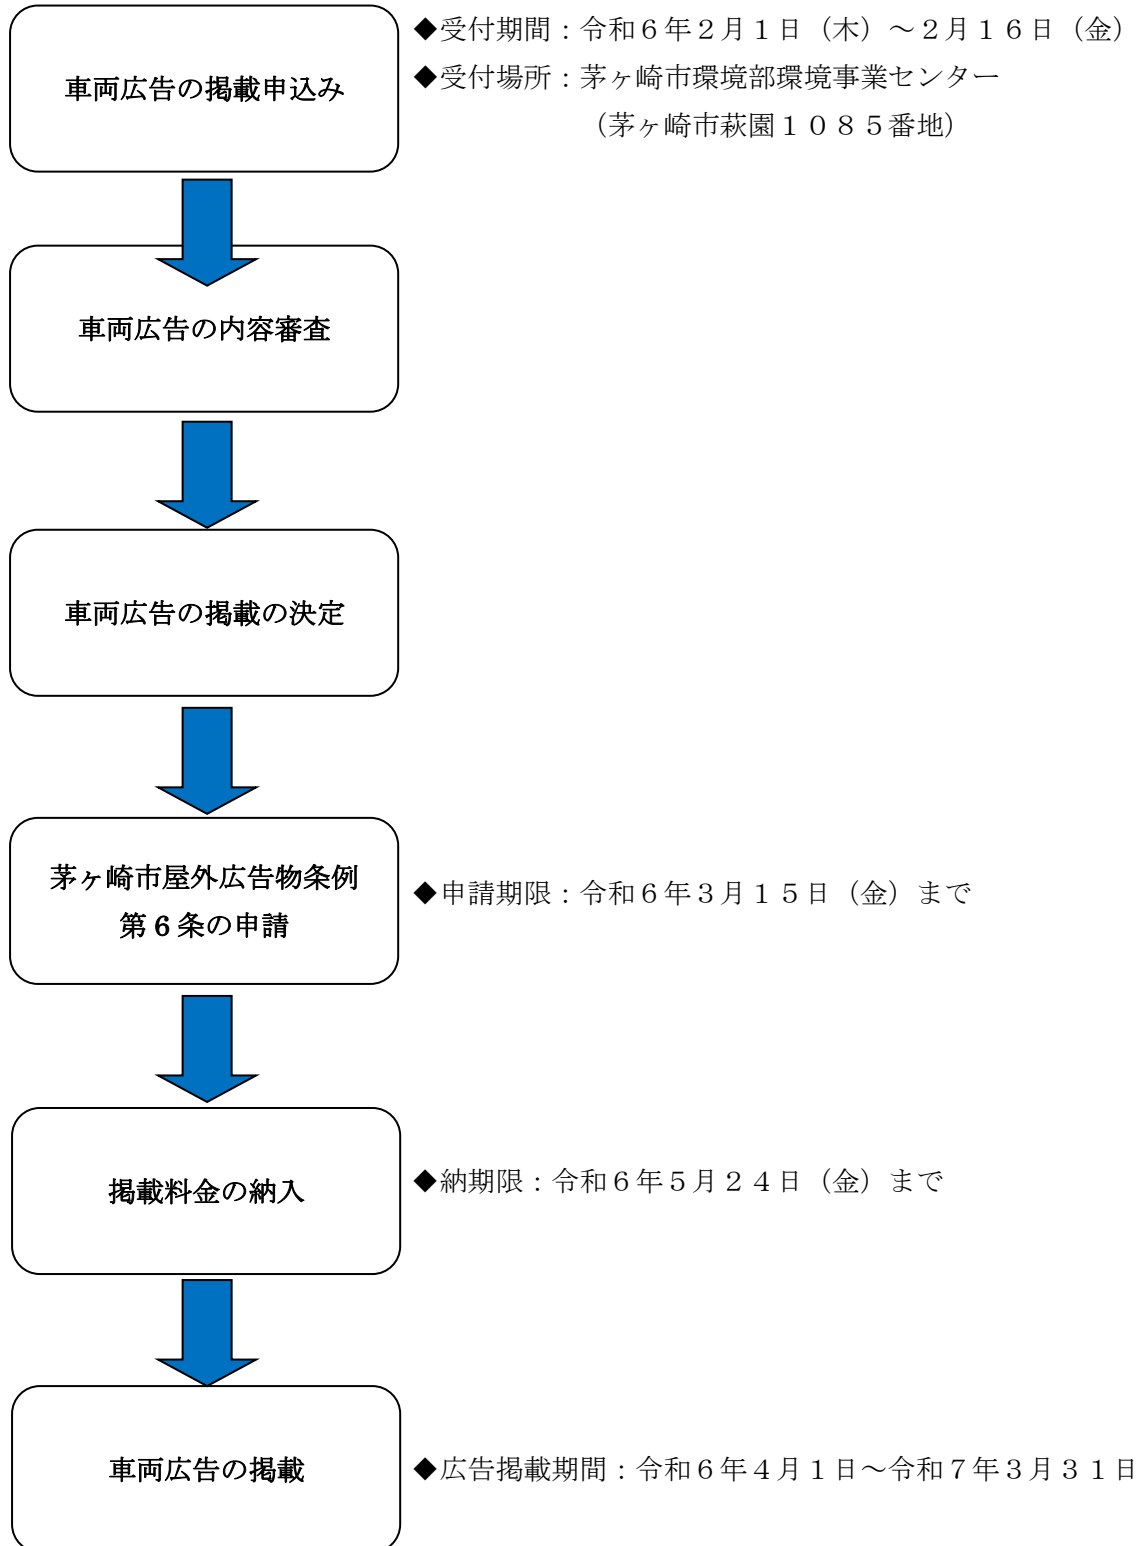 車両広告の掲載申込み
◆受付期間：令和６年２月１日（木）～２月１６日（金）
◆受付場所：茅ヶ崎市環境部環境事業センター
（茅ヶ崎市萩園１０８５番地）
車両広告の内容審査
車両広告の掲載の決定
茅ヶ崎市屋外広告物条例
第６条の申請
◆申請期限：令和６年３月１５日（金）まで
掲載料金の納入
◆納期限：令和６年５月２４日（金）まで
車両広告の掲載
◆広告掲載期間：令和６年４月１日～令和７年３月３１日